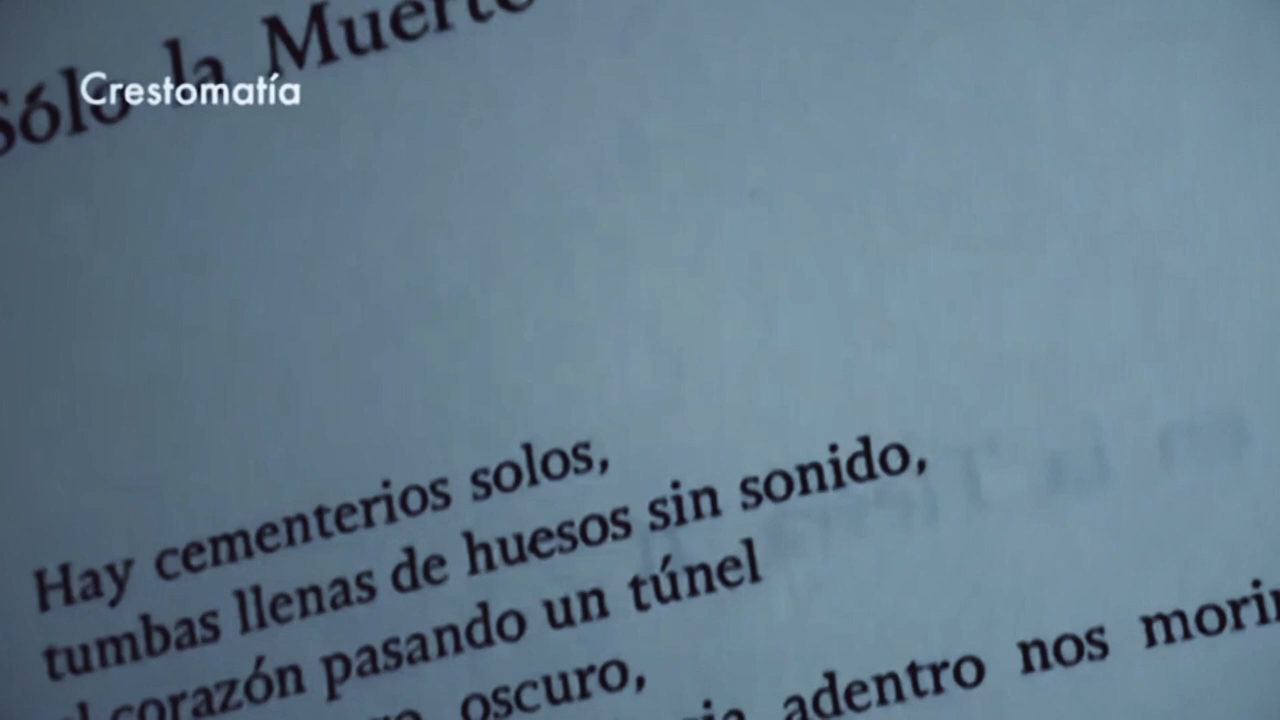 Sólo la Muerte
Crestomatía
Hay cementerios solos,
tumbas llenas de huesos sin sonido,
corazón pasando un túnel
oscuro,
adentro nos